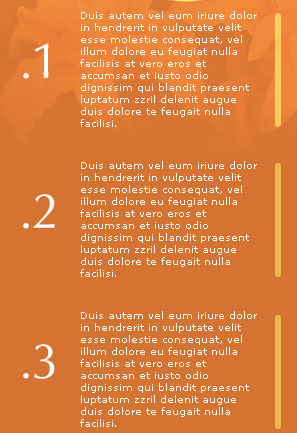 .1
Duis autem vel eum iriure dolor
in hendrerit in vulputate velit
esse molestie consequat, vel
illum dolore eu feugiat nulla
facilisis at vero eros et
accumsan et iusto odio
dignissim qui blandit praesent
luptatum zzril delenit augue
duis dolore te feugait nulla
facilisi.
.2
Duis autem vel eum iriure dolor
in hendrerit in vulputate velit
esse molestie consequat, vel
illum dolore eu feugiat nulla
facilisis at vero eros et
accumsan et iusto odio
dignissim qui blandit praesent
luptatum zzril delenit augue
duis dolore te feugait nulla
facilisi.
.3
Duis autem vel eum iriure dolor
in hendrerit in vulputate velit
esse molestie consequat, vel
illum dolore eu feugiat nulla
facilisis at vero eros et
accumsan et iusto odio
dignissim qui blandit praesent
luptatum zzril delenit augue
duis dolore te feugait nulla
facilisi.